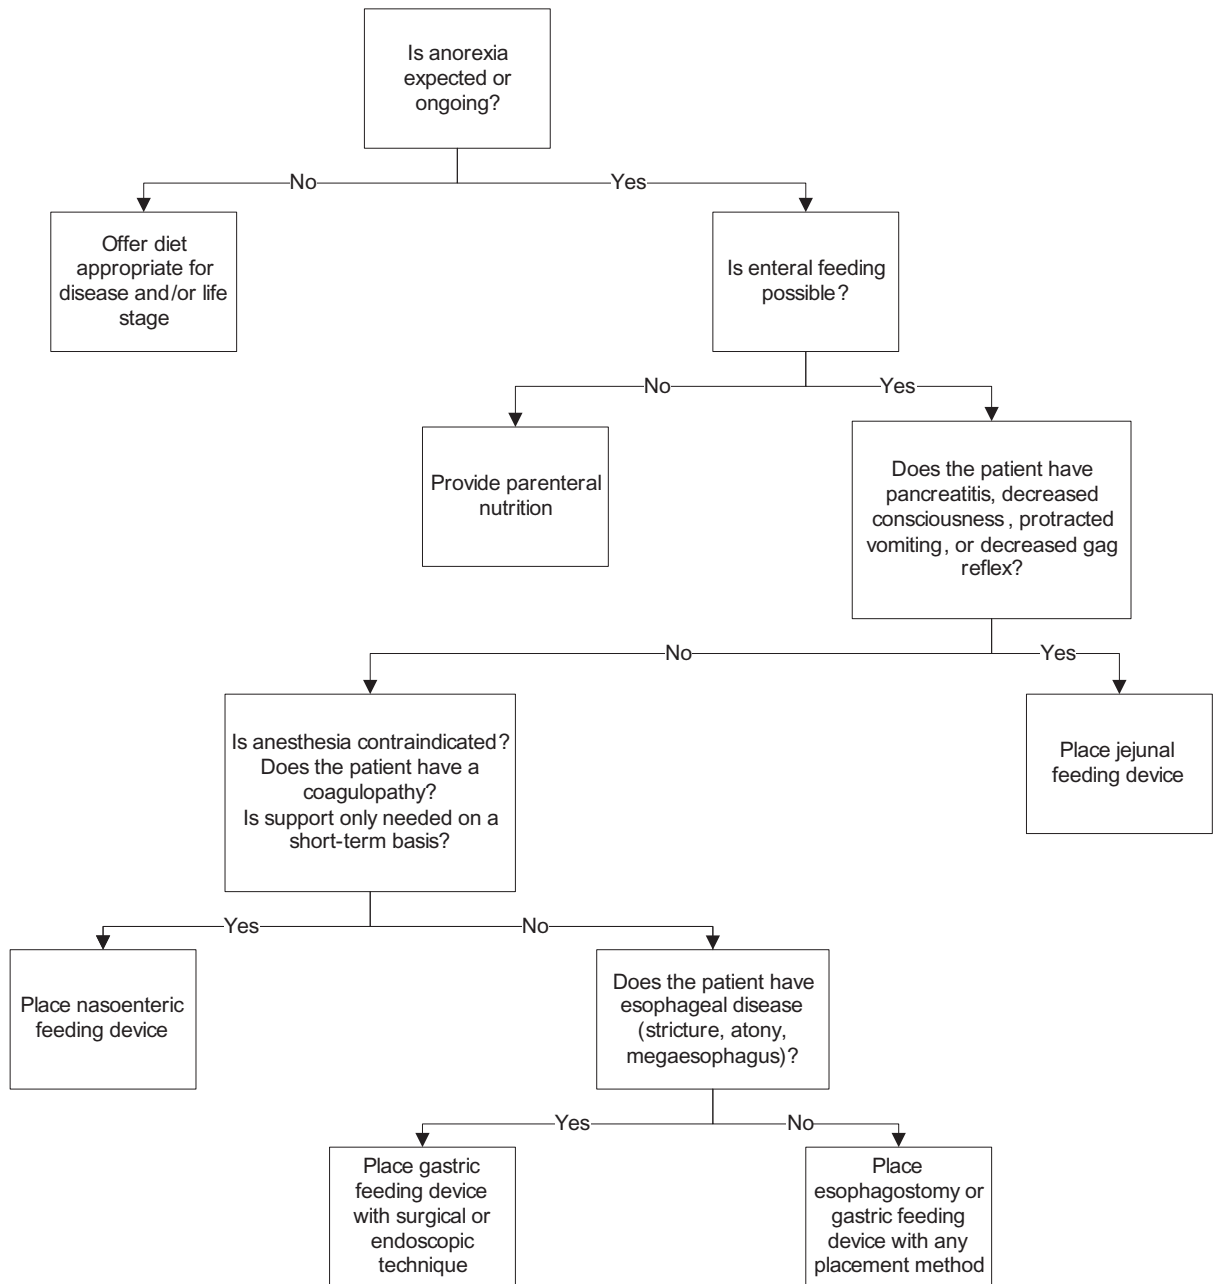 Is anorexia
expected or
ongoing?
No
Yes
Offer diet
appropriate for
disease and/or life
stage
Is enteral feeding
possible?
No
Yes
Provide parenteral
nutrition
Does the patient have
pancreatitis, decreased
consciousness, protracted
vomiting, or decreased gag
reflex?
No
Yes
Is anesthesia contraindicated?
Does the patient have a
coagulopathy?
Is support only needed on a
short-term basis?
Place jejunal
feeding device
Yes
No
Place nasoenteric
feeding device
Does the patient have
esophageal disease
(stricture, atony,
megaesophagus)?
Yes
No
Place gastric
feeding device
with surgical or
endoscopic
technique
Place
esophagostomy or
gastric feeding
device with any
placement method